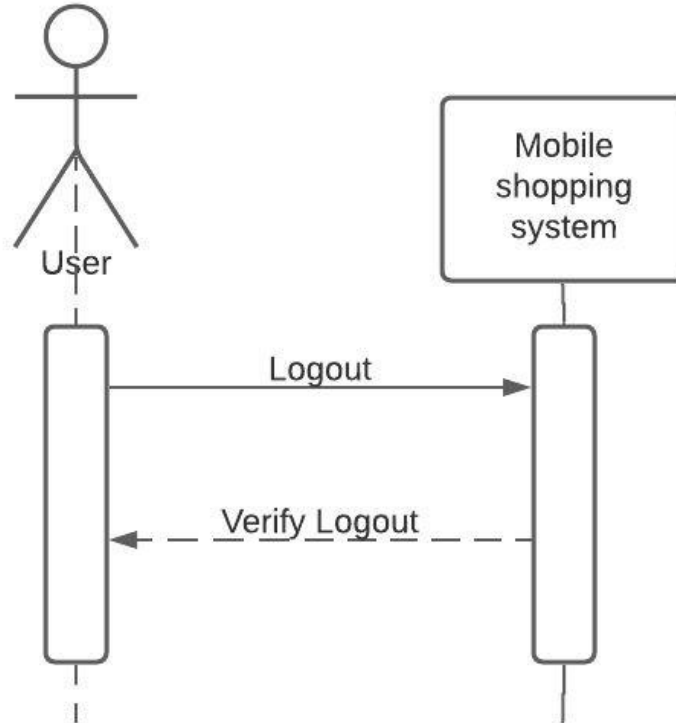 Mobile
shopping
system
User
Logout
Verify Logout